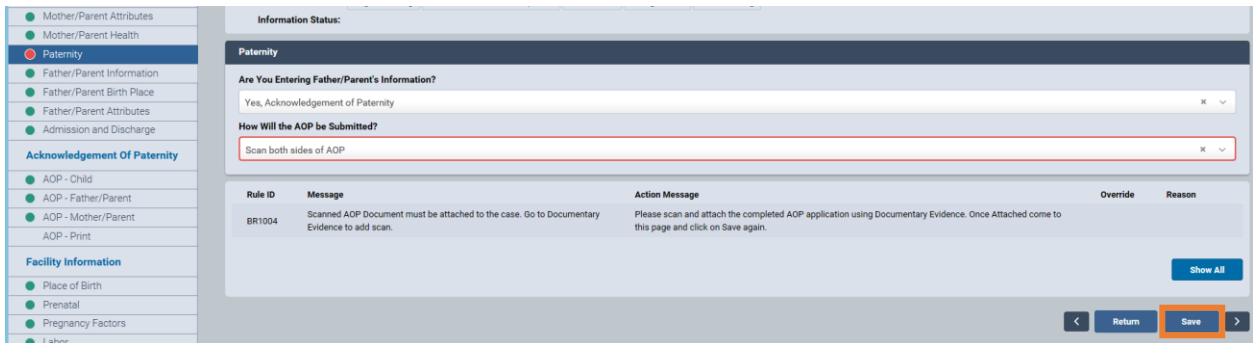 Mother/Parent Attributes
Mother/Parent Health
Paternity
Father/Parent Information
Father/Parent Birth Place
Father/Parent Attributes
Admission and Discharge
Acknowledgement Of Paternity
AOP - Child
AOP - Father/Parent
AOP - Mother/Parent
AOP - Print
Facility Information
Place of Birth
Prenatal
Pregnancy Factors
Labor
Information Status:
Paternity
Are You Entering Father/Parent's Information?
Yes, Acknowledgement of Paternity
How Will the AOP be Submitted?
Scan both sides of AOP
Rule ID Message Action Message Override Reason
BR1004
Scanned AOP Document must be attached to the case. Go to Documentary
Evidence to add scan.
Please scan and attach the completed AOP application using Documentary Evidence. Once Attached come to
this page and click on Save again.
Show All
Return Save